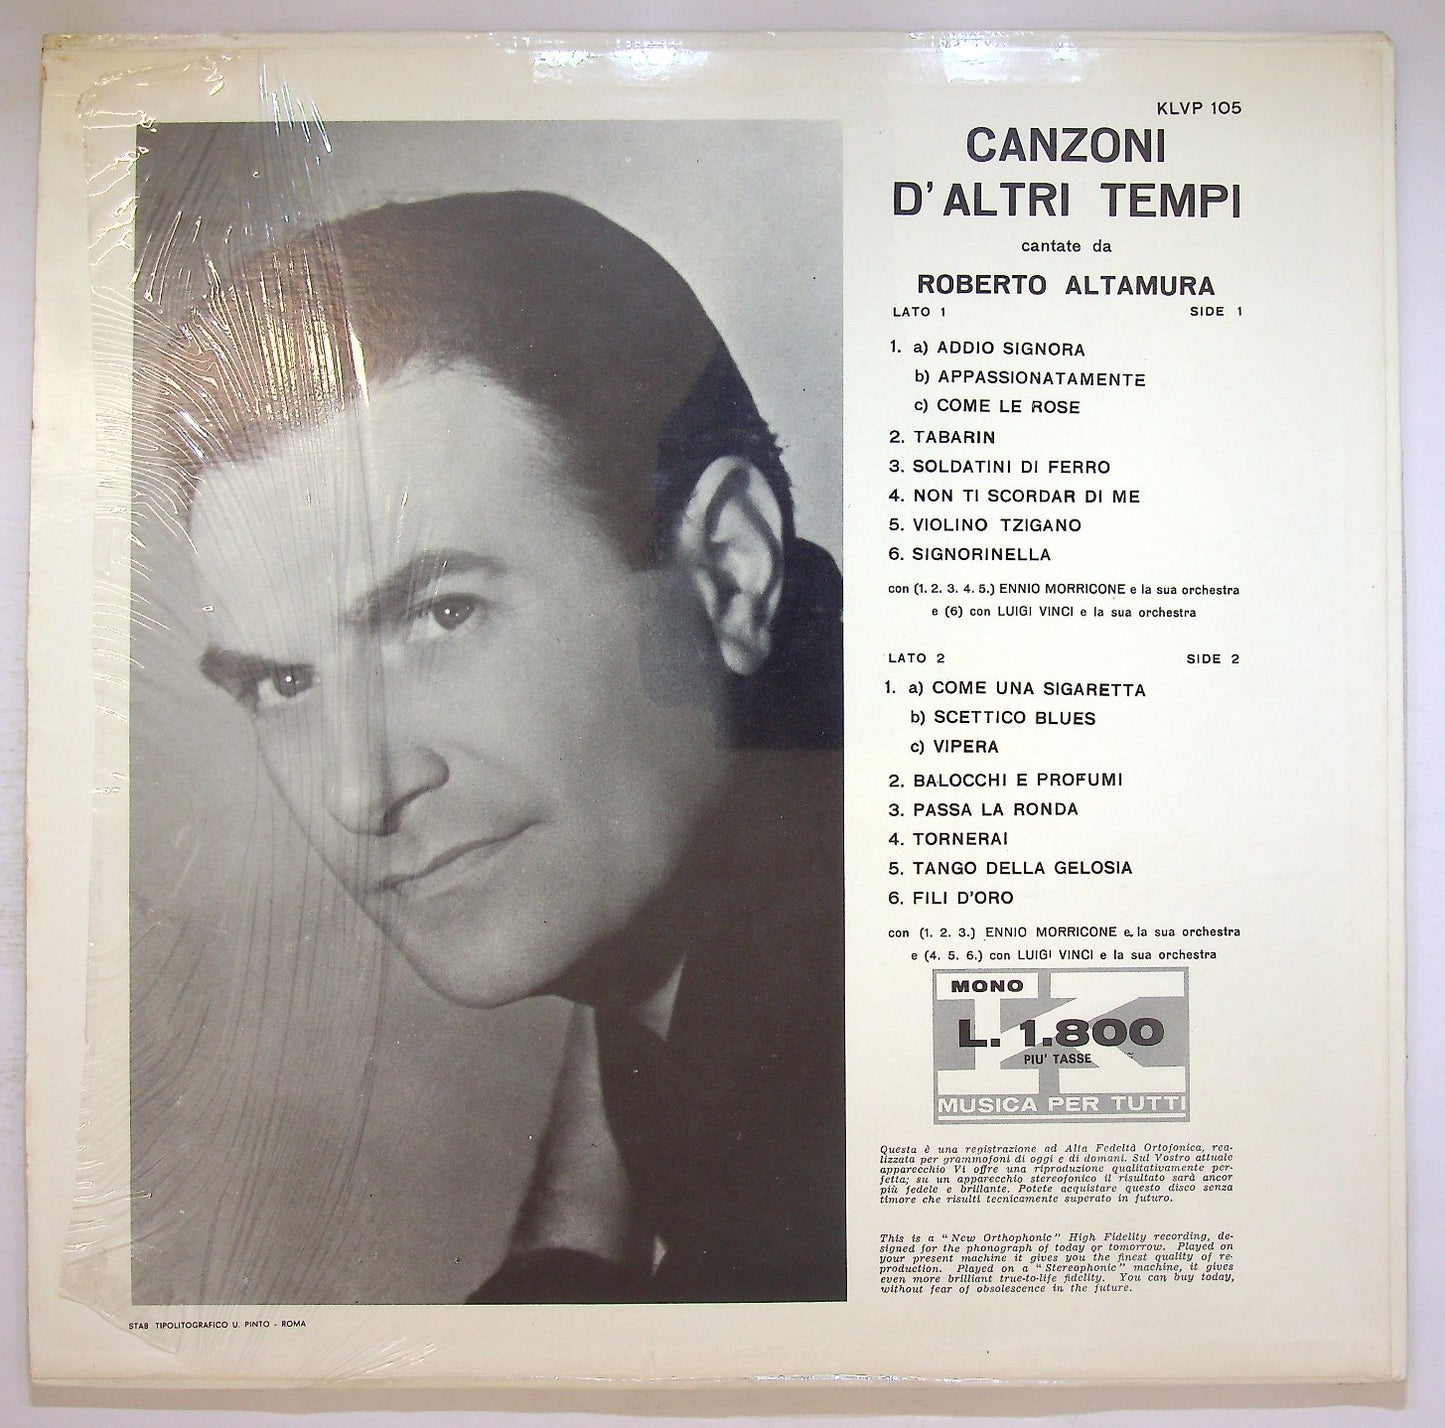 KLVP 105
CANZONI
D'ALTRI TEMPI
cantate da
ROBERTO ALTAMURA
LATO 1 SIDE 1
1. a) ADDIO SIGNORA
b) APPASSIONATAMENTE
c) COME LE ROSE
2. TABARIN
3. SOLDATINI DI FERRO
4. NON TI SCORDAR DI ME
5. VIOLINO TZIGANO
6. SIGNORINELLA
con (1. 2. 3. 4. 5.) ENNIO MORRICONE e la sua orchestra
e (6) con LUIGI VINCI e la sua orchestra
LATO 2 SIDE 2
1. a) COME UNA SIGARETTA
b) SCETTICO BLUES
c) VIPERA
2. BALOCCHI E PROFUMI
3. PASSA LA RONDA
4. TORNERAI
5. TANGO DELLA GELOSIA
6. FILI D'ORO
con (1. 2. 3.) ENNIO MORRICONE e la sua orchestra
e (4. 5. 6.) con LUIGI VINCI e la sua orchestra
MONO
L. 1.800
PIU' TASSE
K
MUSICA PER TUTTI
Questa è una registrazione ad Alta Fedeltà Ortofonica, rea-
lizzata per grammofoni di oggi e di domani. Sul Vostro attuale
apparecchio Vi offre una riproduzione qualitativamente per-
fetta; su un apparecchio stereofonico il risultato sarà ancor
più fedele e brillante. Potete acquistare questo disco senza
timore che risulti tecnicamente superato in futuro.
This is a "New Orthophonic" High Fidelity recording, de-
signed for the phonograph of today or tomorrow. Played on
your present machine it gives you the finest quality of re-
production. Played on a "Stereophonic" machine, it gives
even more brilliant true-to-life fidelity. You can buy today,
without fear of obsolescence in the future.
STAB TIPOLITOGRAFICO U. PINTO - ROMA